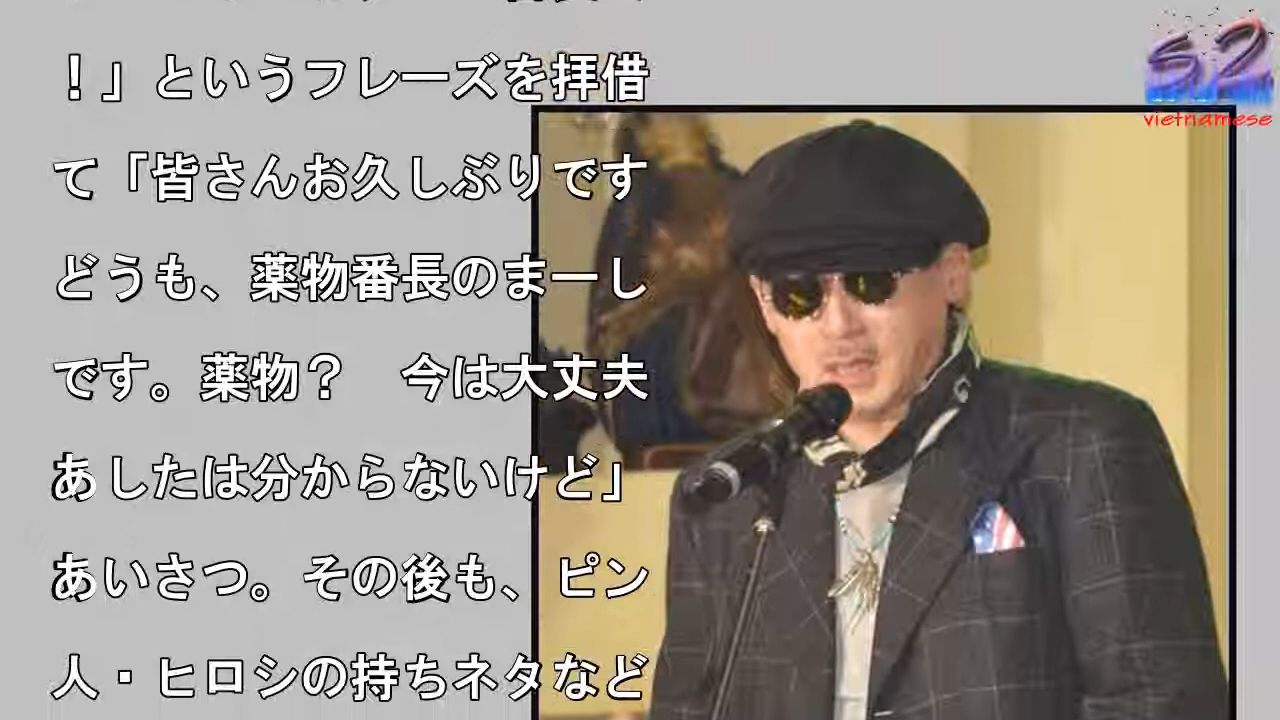 ！」というフレーズを拝借
て「皆さんお久しぶりです
どうも、薬物番長のまーし
です。薬物？　今は大丈夫
あしたは分からないけど」
あいさつ。その後も、ピン
人・ヒロシの持ちネタなど
vietnamese